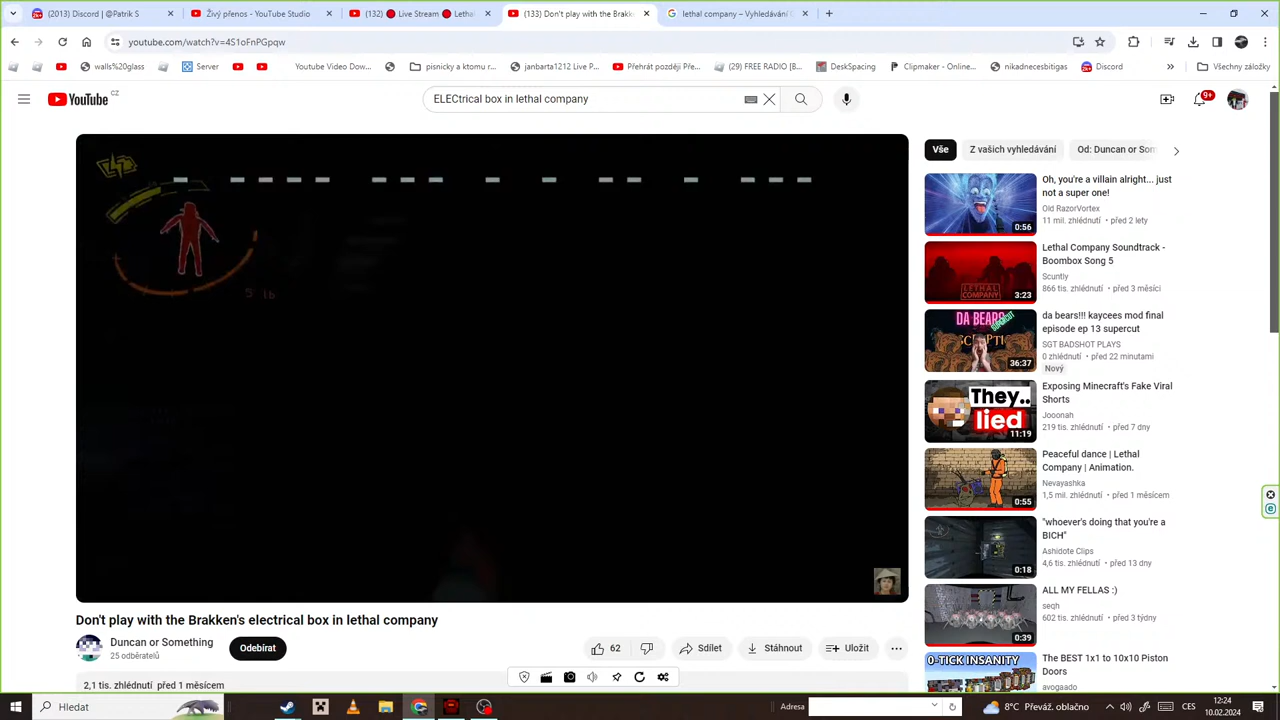 (2013) Discord | @Patrik S
Živý přenos - YouTube Studio
(132) 🔴 Live Stream 🔴 Lethal
(133) Don't play with the Brakke
lethal company – Vyhledávání
youtube.com/watch?v=4S1oFnPGpqw
walls%20glass
Server
Youtube Video Dow...
pisnicky a ktomu r...
janbarta1212 Live P...
Přehrát později Pře...
(29) FREE RADIO [B...
DeskSpacing
Clipmaker - Online...
nikadnecesbitigas
Discord
»
Všechny záložky
YouTube CZ
ELECtrical box in lethal company
9+
5 lb
Vše
Z vašich vyhledávání
Od: Duncan or Som
Oh, you're a villain alright... just
not a super one!
Old RazorVortex
11 mil. zhlédnutí • před 2 lety
0:56
Lethal Company Soundtrack -
Boombox Song 5
Scuntly
866 tis. zhlédnutí • před 3 měsíci
LETHAL
COMPANY
3:23
da bears!!! kaycees mod final
episode ep 13 supercut
SGT BADSHOT PLAYS
0 zhlédnutí • před 22 minutami
Nový
DA BEARS
SUPERCUT
36:37
Exposing Minecraft's Fake Viral
Shorts
Jooonah
219 tis. zhlédnutí • před 7 dny
They..
lied
11:19
Peaceful dance | Lethal
Company | Animation.
Nevayashka
1,5 mil. zhlédnutí • před 1 měsícem
0:55
"whoever's doing that you're a
BICH"
Ashidote Clips
4,6 tis. zhlédnutí • před 13 dny
0:18
ALL MY FELLAS :)
seqh
602 tis. zhlédnutí • před 3 týdny
0:39
The BEST 1x1 to 10x10 Piston
Doors
avogaado
0-TICK INSANITY
Don't play with the Brakken's electrical box in lethal company
Duncan or Something
25 odběratelů
Odebírat
62
Sdílet
Stáhnout
Uložit
2,1 tis. zhlédnutí před 1 měsícem
Hledat
Adresa
8°C Převáž. oblačno
CES
12:24
10.02.2024